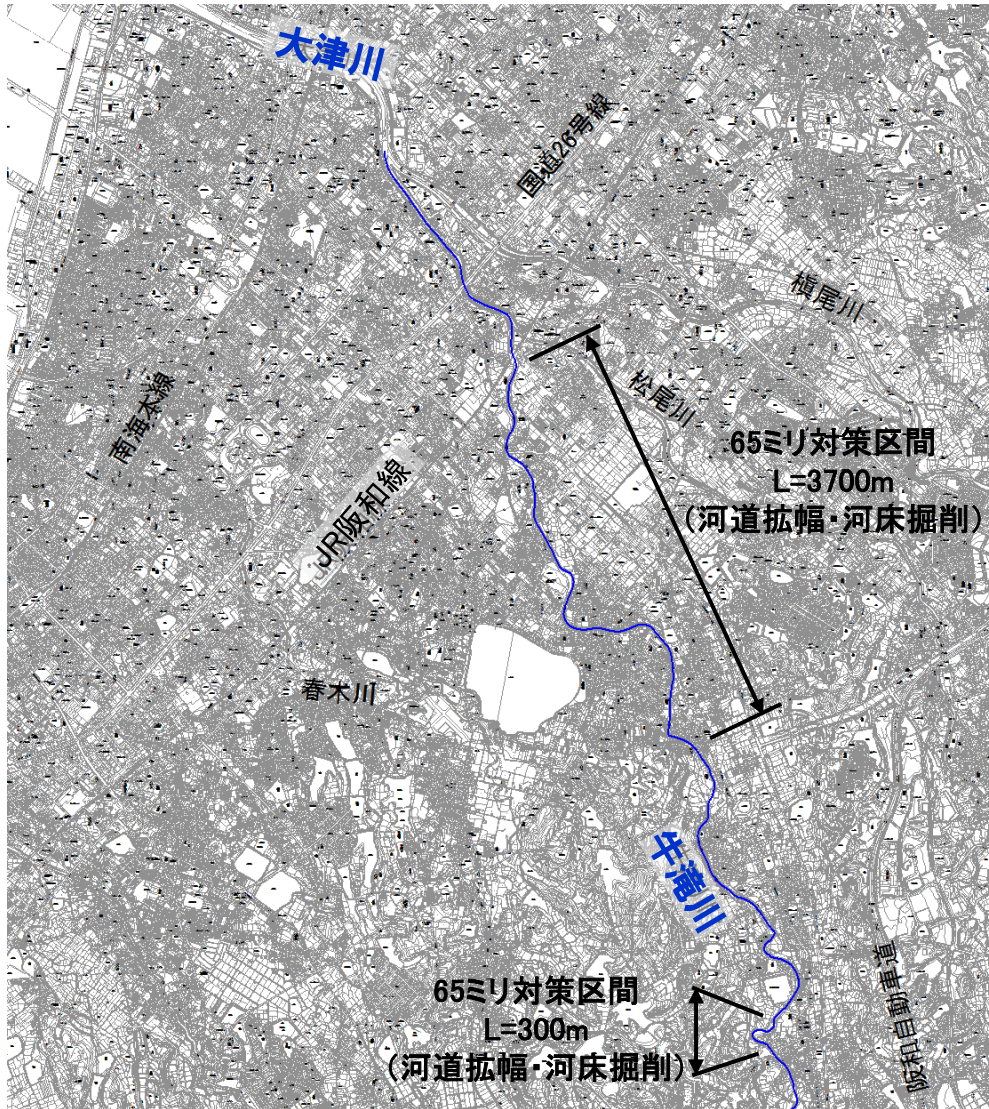 大津川
国道26号線
槇尾川
松尾川
南海本線
65ミリ対策区間
L=3700m
(河道拡幅・河床掘削)
JR阪和線
春木川
牛滝川
阪和自動車道
65ミリ対策区間
L=300m
(河道拡幅・河床掘削)